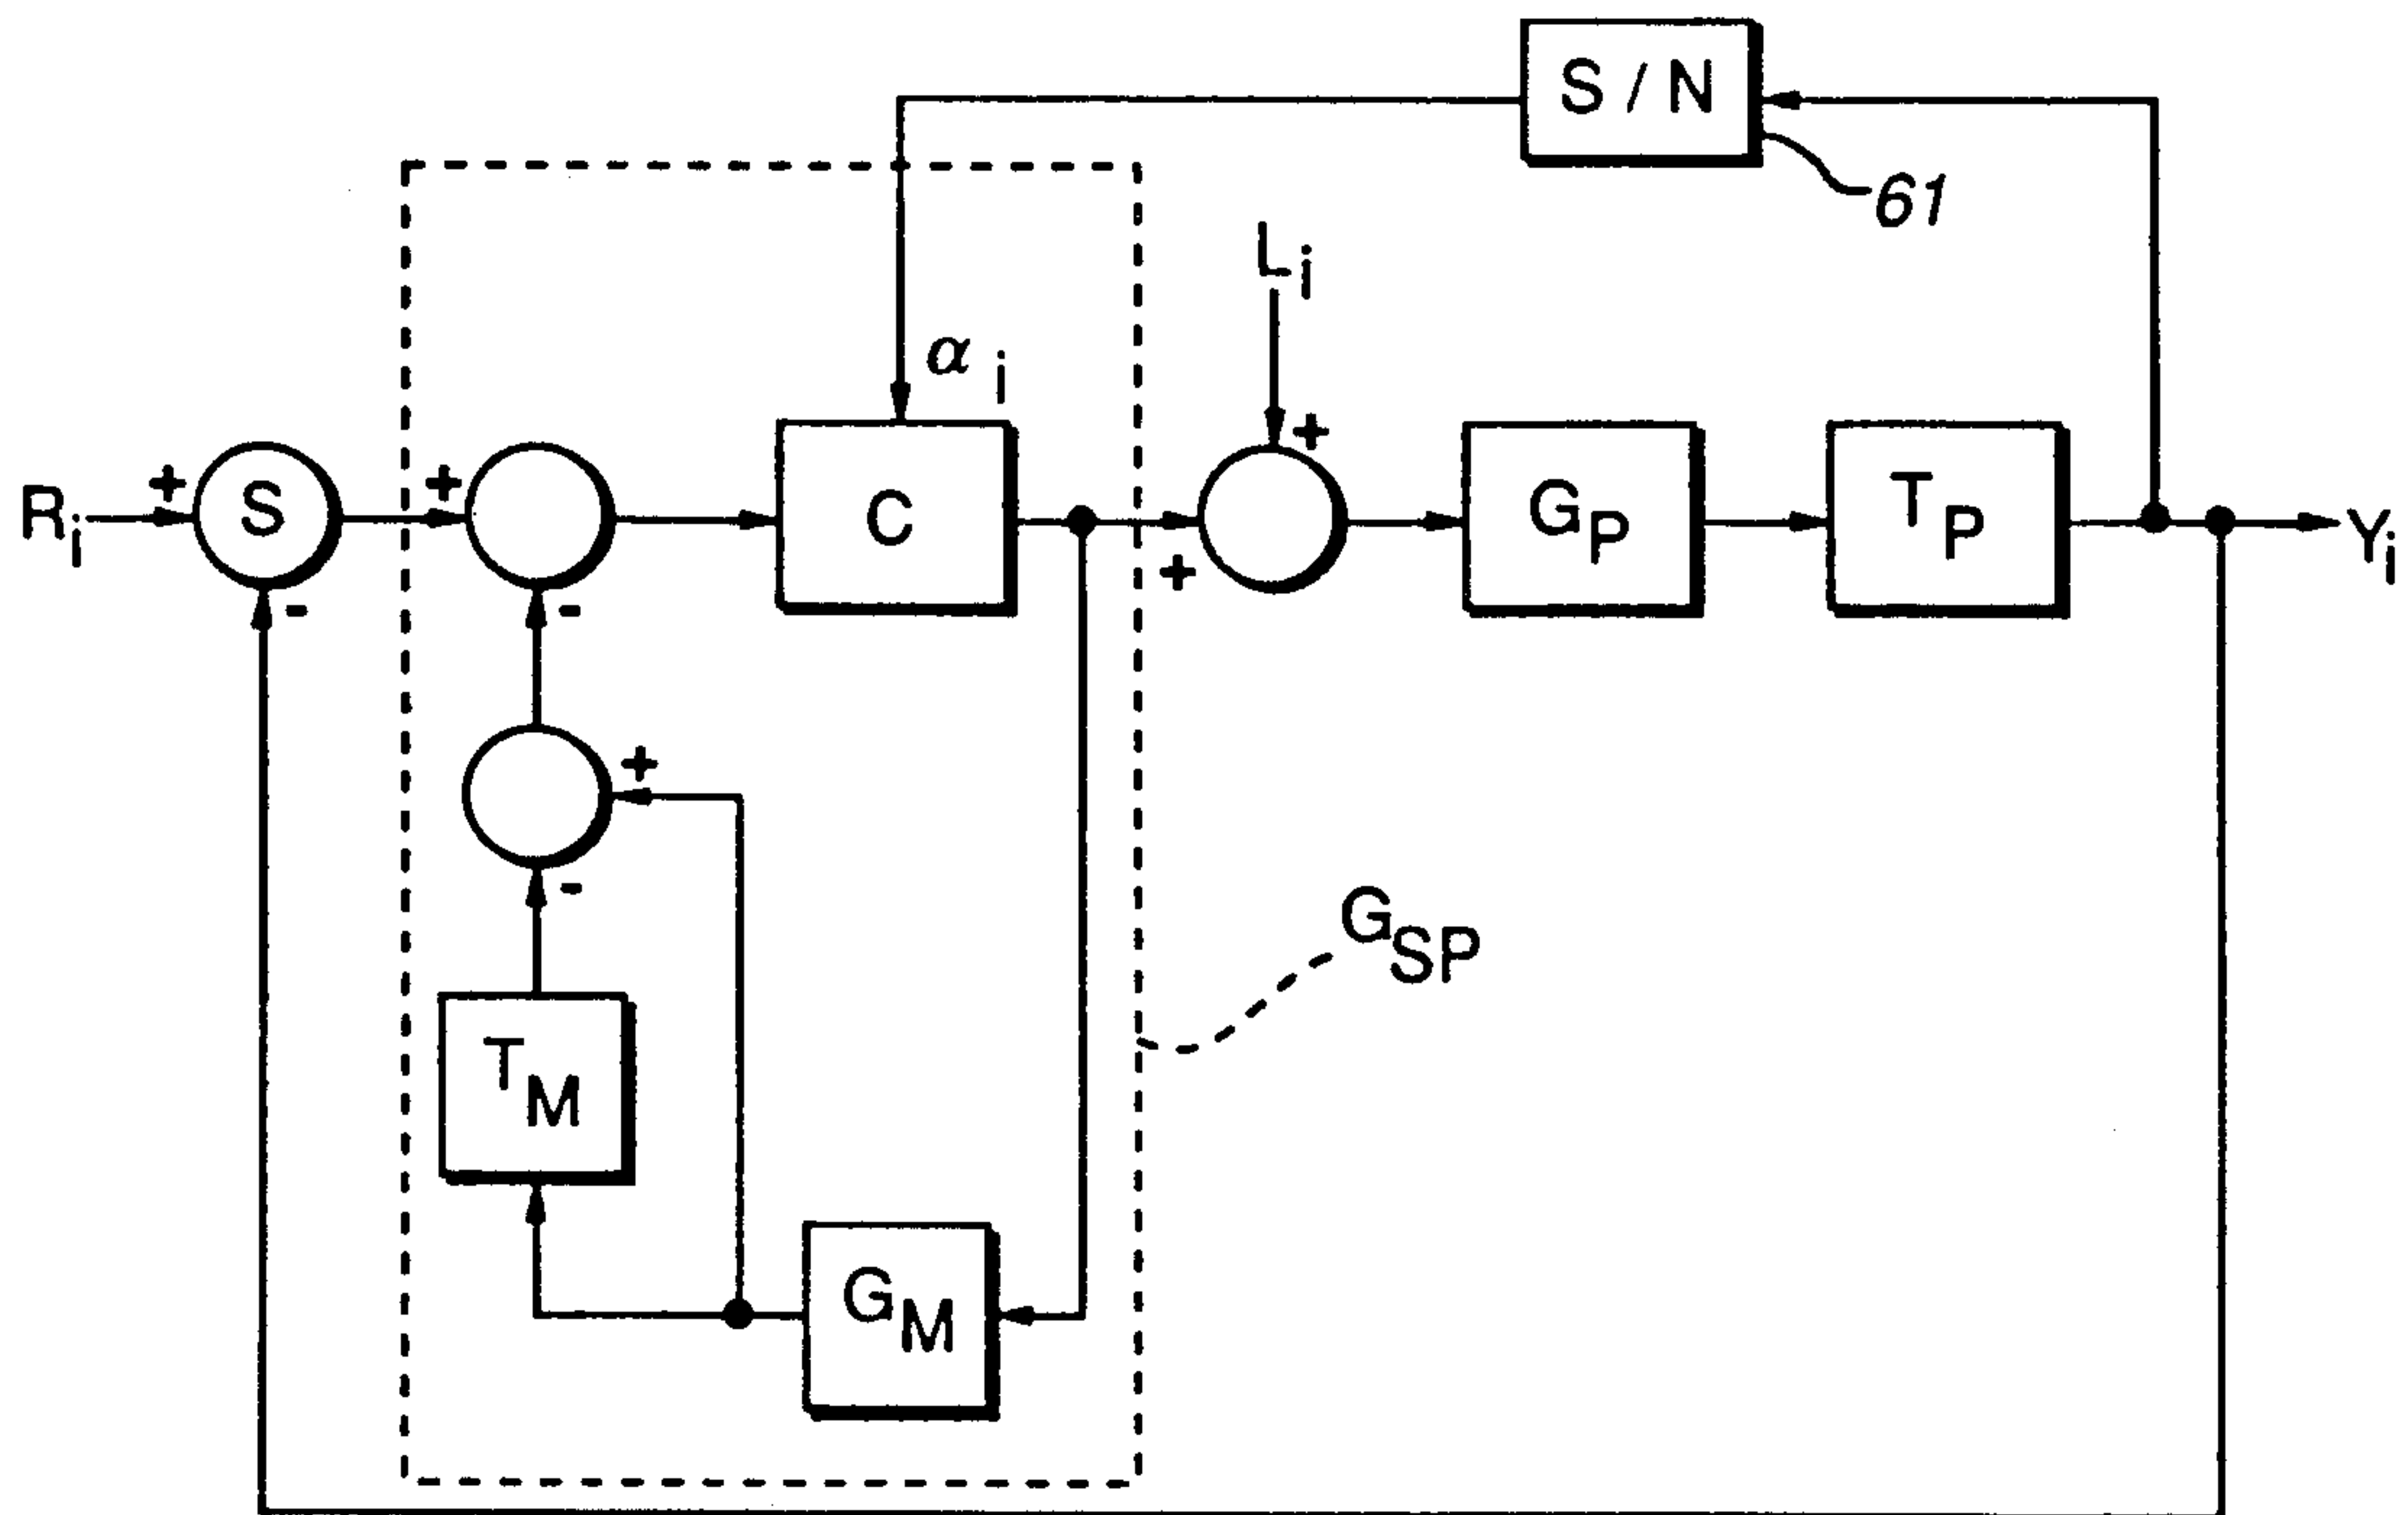 S / N
61
L_i
+
α_i
R_i
+
S
-
+
-
C
+
G_P
T_P
Y_i
+
-
G_SP
T_M
G_M